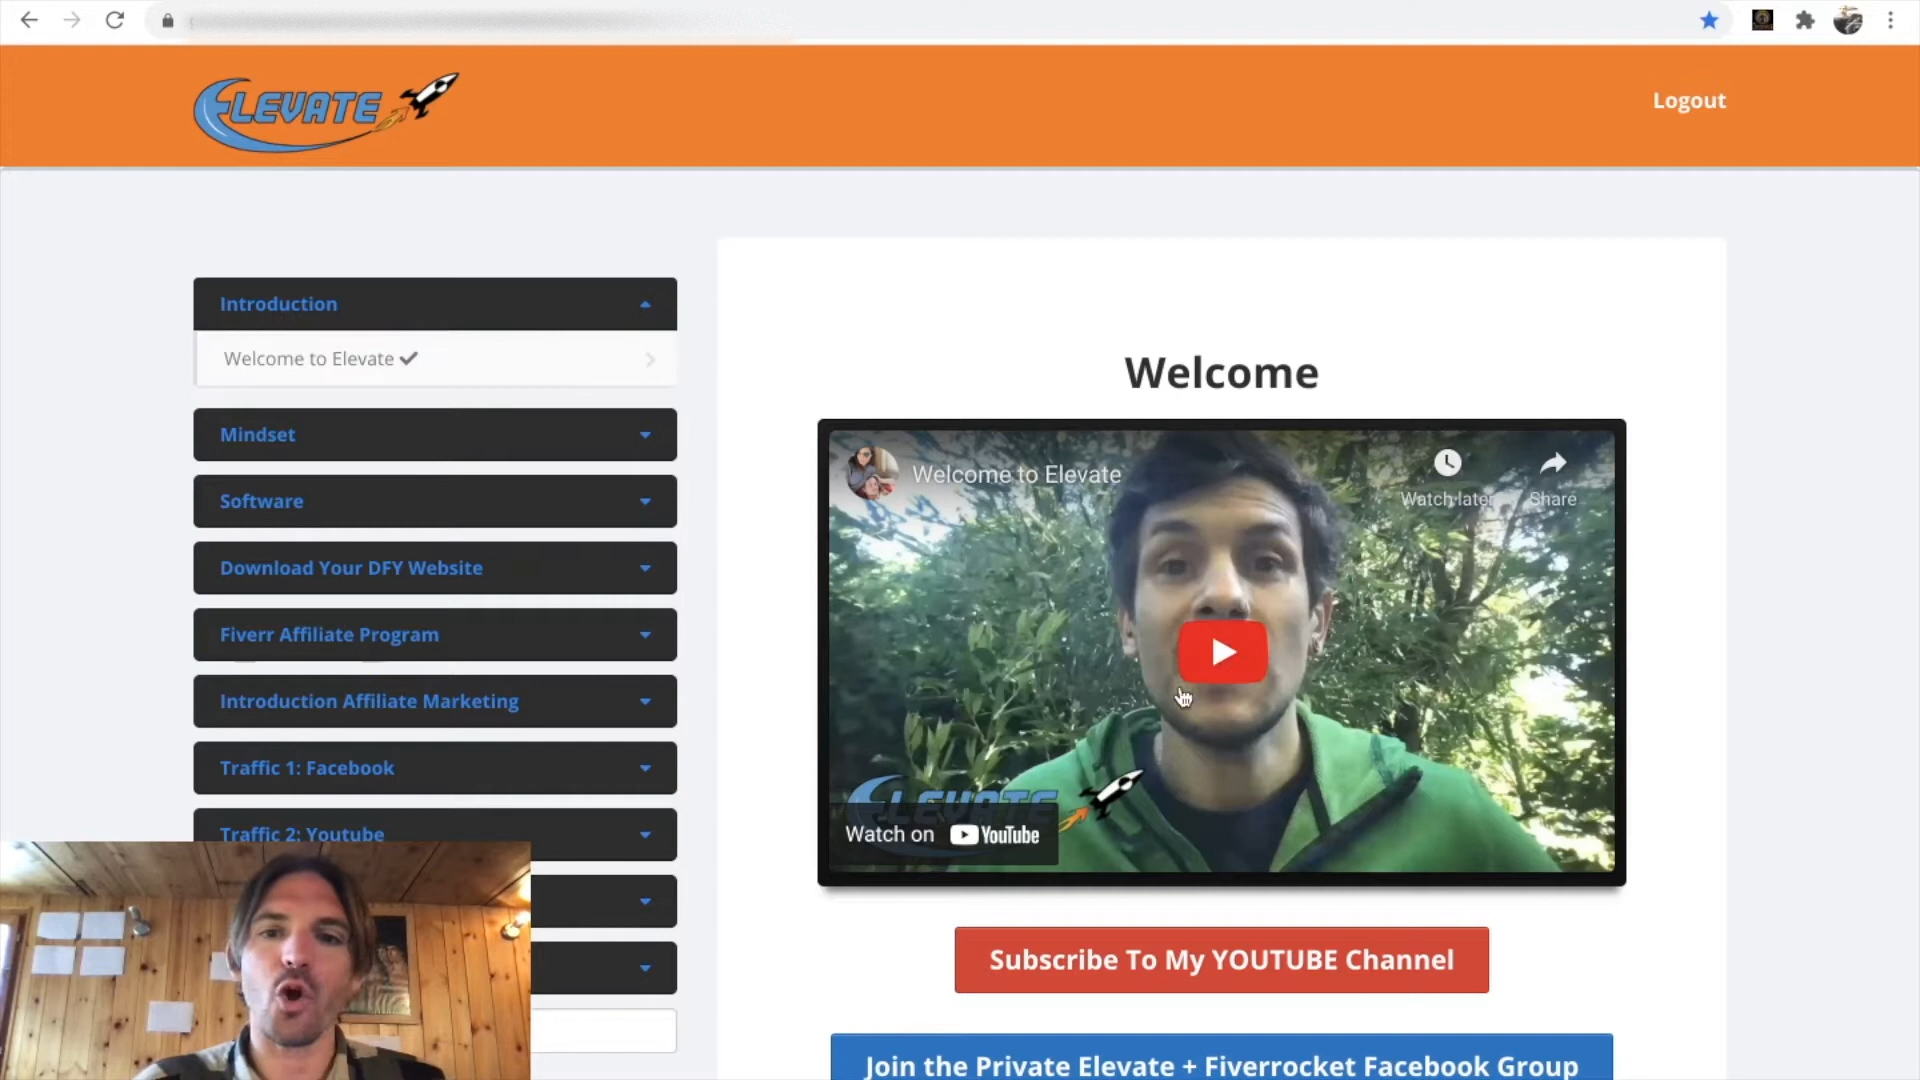 ELEVATE
Logout
Introduction
Welcome to Elevate
Mindset
Software
Download Your DFY Website
Fiverr Affiliate Program
Introduction Affiliate Marketing
Traffic 1: Facebook
Traffic 2: Youtube
Welcome
Welcome to Elevate
Watch later
Share
ELEVATE
Watch on YouTube
Subscribe To My YOUTUBE Channel
Join the Private Elevate + Fiverrocket Facebook Group